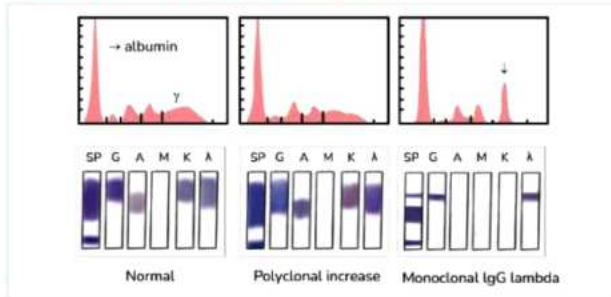 → albumin
γ
↓
SP G A M K λ
SP G A M K λ
SP G A M K λ
Normal
Polyclonal increase
Monoclonal IgG lambda